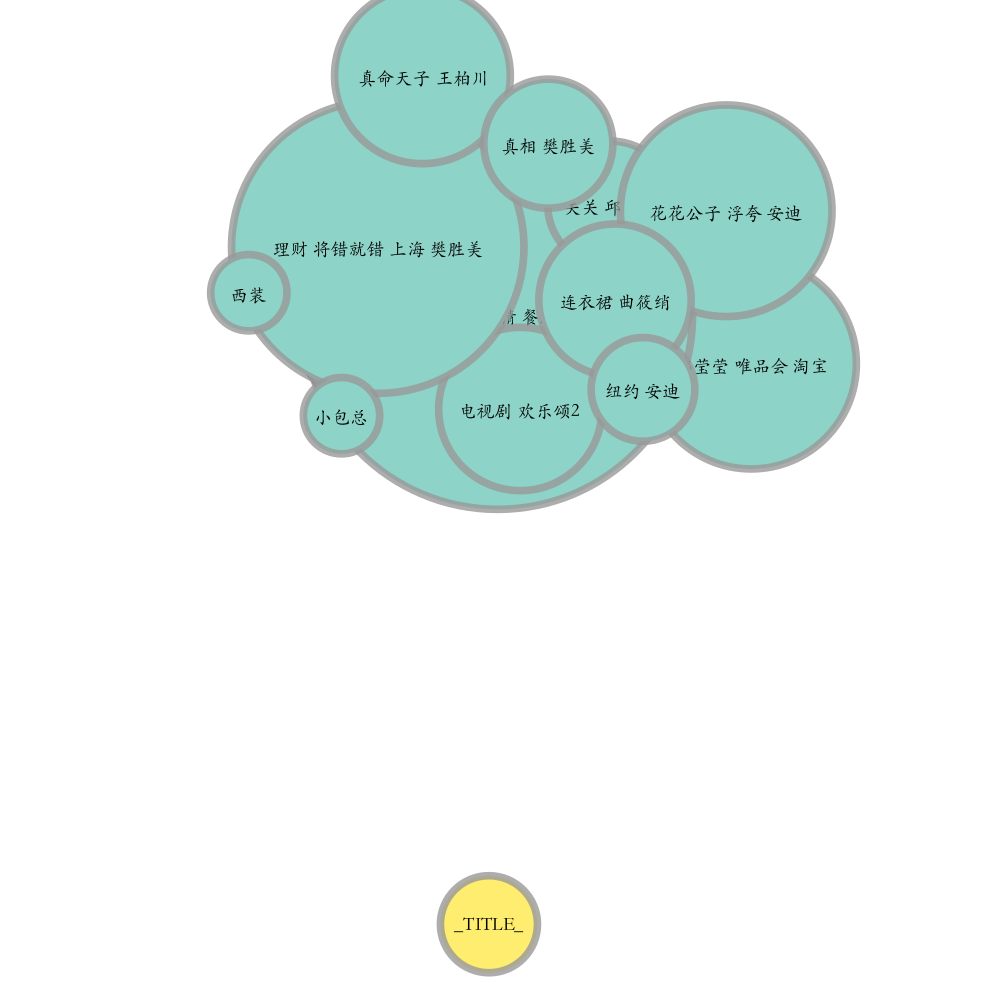 真命天子 王柏川
真相 樊胜美
关 邱
花花公子 浮夸 安迪
理财 将错就错 上海 樊胜美
西装
连衣裙 曲筱绡
餐
莹莹 唯品会 淘宝
纽约 安迪
电视剧 欢乐颂2
小包总
_TITLE_